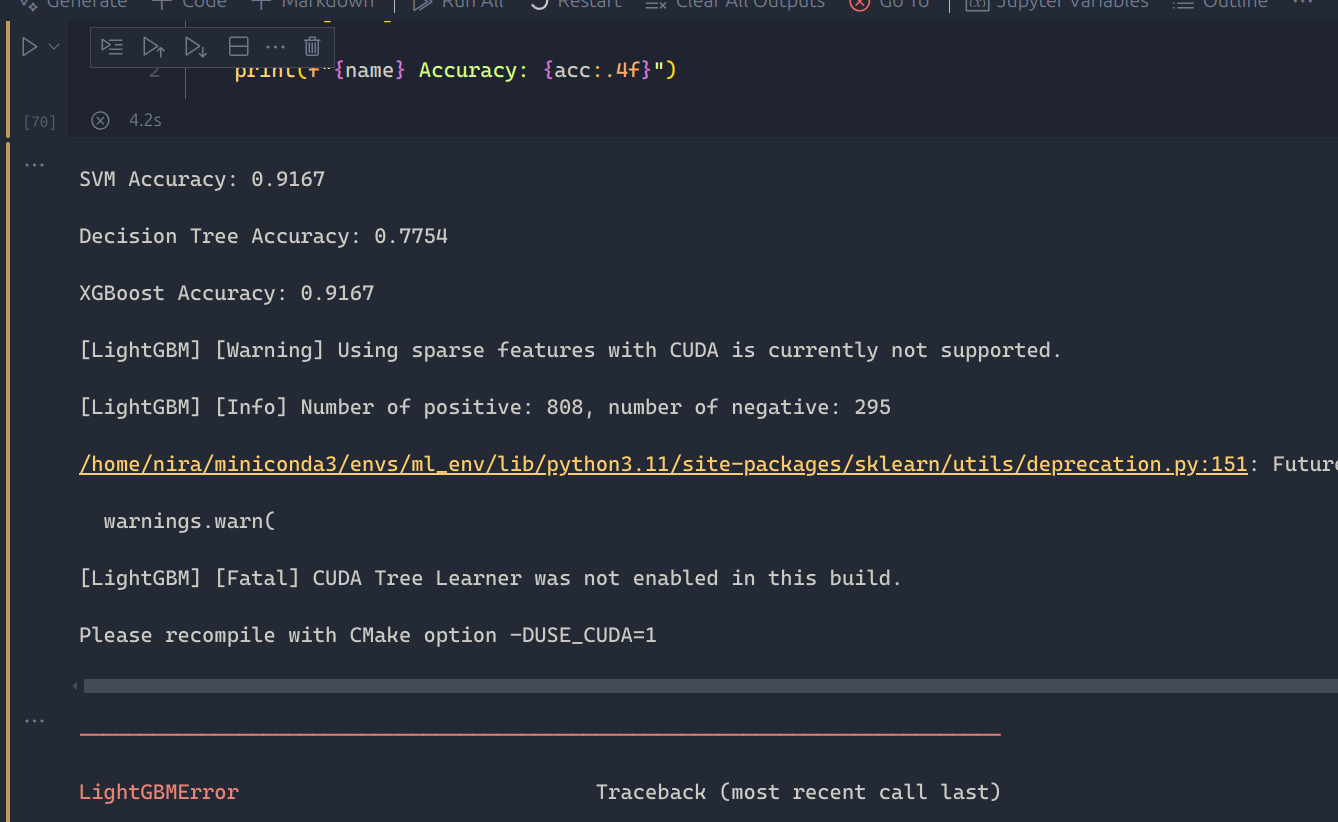 Generate Code Markdown Run All Restart Clear All Outputs Go To Jupyter Variables Outline ...
2 print(f"{name} Accuracy: {acc:.4f}")
[70] 4.2s
SVM Accuracy: 0.9167
Decision Tree Accuracy: 0.7754
XGBoost Accuracy: 0.9167
[LightGBM] [Warning] Using sparse features with CUDA is currently not supported.
[LightGBM] [Info] Number of positive: 808, number of negative: 295
/home/nira/miniconda3/envs/ml_env/lib/python3.11/site-packages/sklearn/utils/deprecation.py:151: Future
warnings.warn(
[LightGBM] [Fatal] CUDA Tree Learner was not enabled in this build.
Please recompile with CMake option -DUSE_CUDA=1
LightGBMError Traceback (most recent call last)